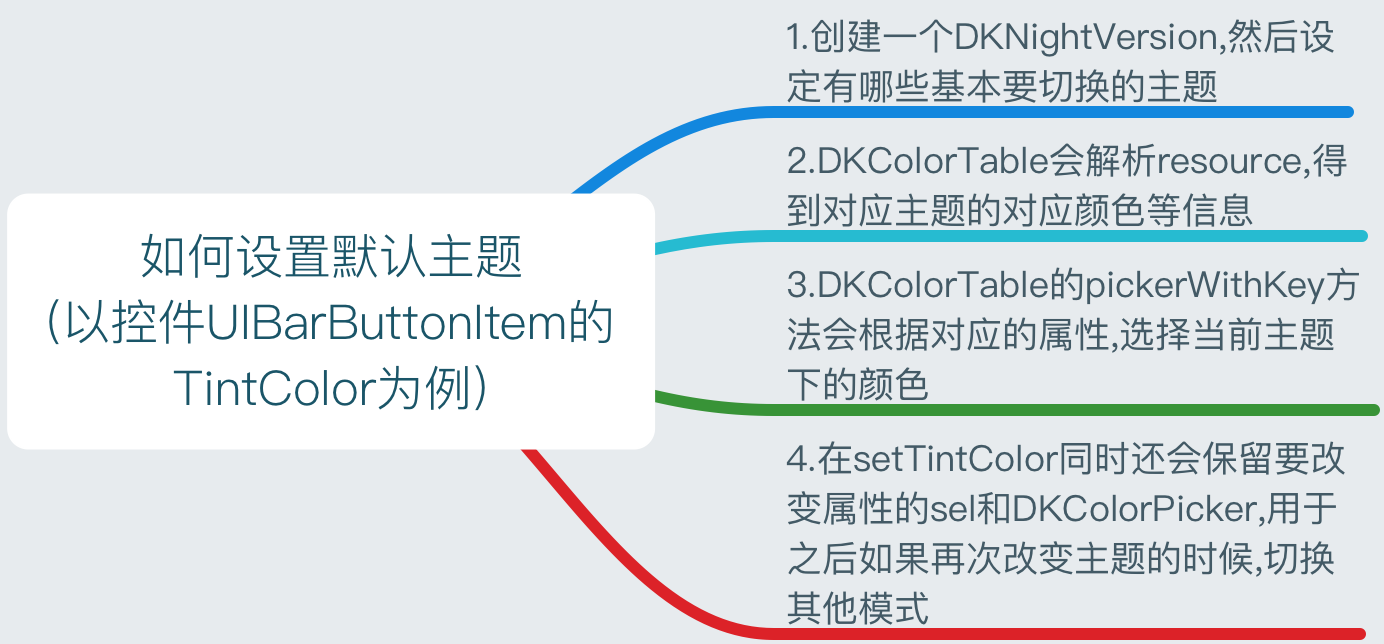 如何设置默认主题
(以控件UIBarButtonItem的
TintColor为例)
1.创建一个DKNightVersion,然后设
定有哪些基本要切换的主题
2.DKColorTable会解析resource,得
到对应主题的对应颜色等信息
3.DKColorTable的pickerWithKey方
法会根据对应的属性,选择当前主题
下的颜色
4.在setTintColor同时还会保留要改
变属性的sel和DKColorPicker,用于
之后如果再次改变主题的时候,切换
其他模式